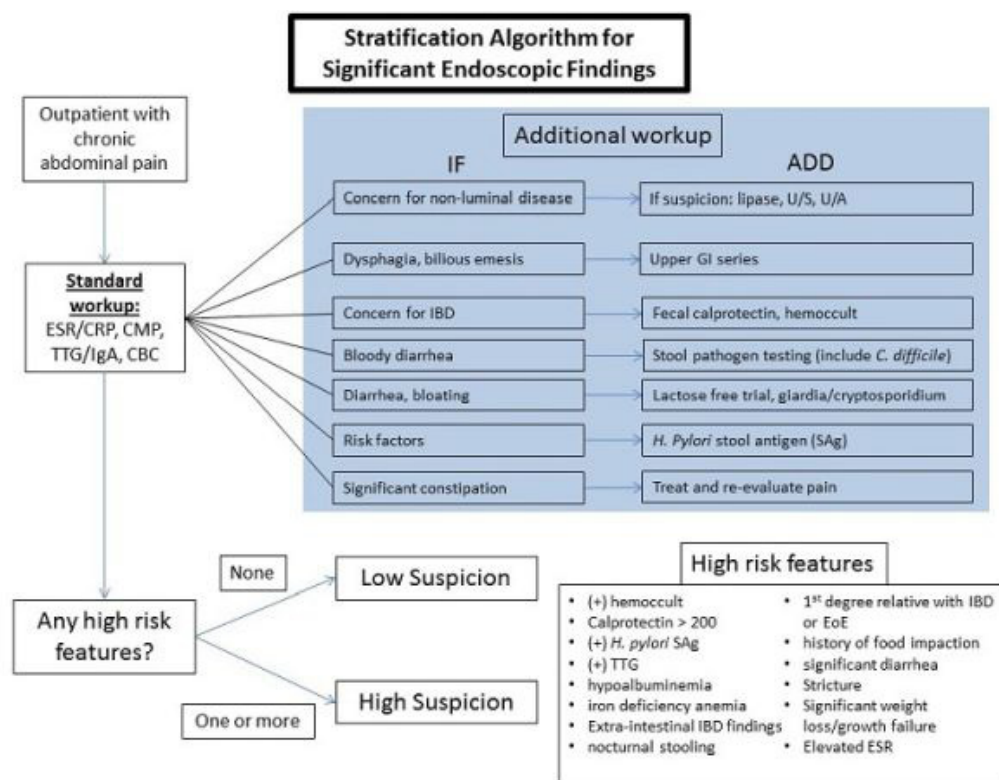 Stratification Algorithm for
Significant Endoscopic Findings
Outpatient with
chronic
abdominal pain
Standard
workup:
ESR/CRP, CMP,
TTG/IgA, CBC
Additional workup
IF
ADD
Concern for non-luminal disease
If suspicion: lipase, U/S, U/A
Dysphagia, bilious emesis
Upper GI series
Concern for IBD
Fecal calprotectin, hemoccult
Bloody diarrhea
Stool pathogen testing (include C. difficile)
Diarrhea, bloating
Lactose free trial, giardia/cryptosporidium
Risk factors
H. Pylori stool antigen (SAg)
Significant constipation
Treat and re-evaluate pain
Any high risk
features?
None
Low Suspicion
One or more
High Suspicion
High risk features
• (+) hemoccult
• Calprotectin > 200
• (+) H. pylori SAg
• (+) TTG
• hypoalbuminemia
• iron deficiency anemia
• Extra-intestinal IBD findings
• nocturnal stooling
• 1st degree relative with IBD
or EoE
• history of food impaction
• significant diarrhea
• Stricture
• Significant weight
loss/growth failure
• Elevated ESR